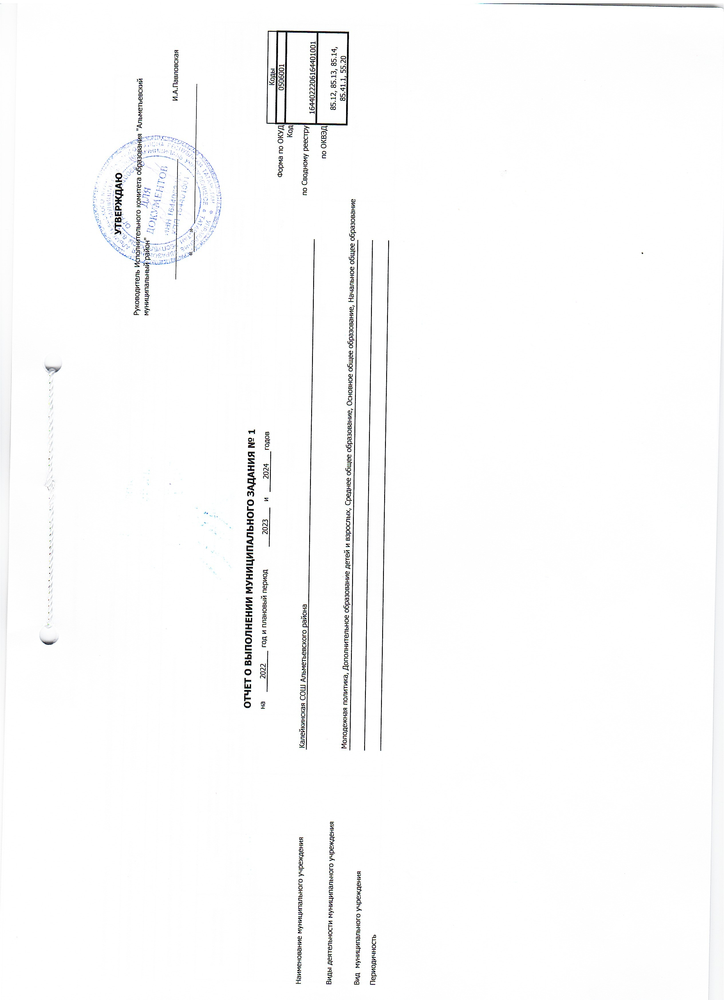 УТВЕРЖДАЮ
Руководитель Исполнительного комитета образования "Альметьевский
муниципальный район"
И.А.Павловская
« »
ДЛЯ
ДОКУМЕНТОВ
ОТЧЕТ О ВЫПОЛНЕНИИ МУНИЦИПАЛЬНОГО ЗАДАНИЯ № 1
на 2022 год и плановый период 2023 и 2024 годов
Коды
Форма по ОКУД 0506001
Код
по Сводному реестру 1644022206164401001
по ОКВЭД 85.12, 85.13, 85.14,
85.41.1, 55.20
Наименование муниципального учреждения Калейкинская СОШ Альметьевского района
Виды деятельности муниципального учреждения Молодежная политика, Дополнительное образование детей и взрослых, Среднее общее образование, Основное общее образование, Начальное общее образование
Вид муниципального учреждения
Периодичность